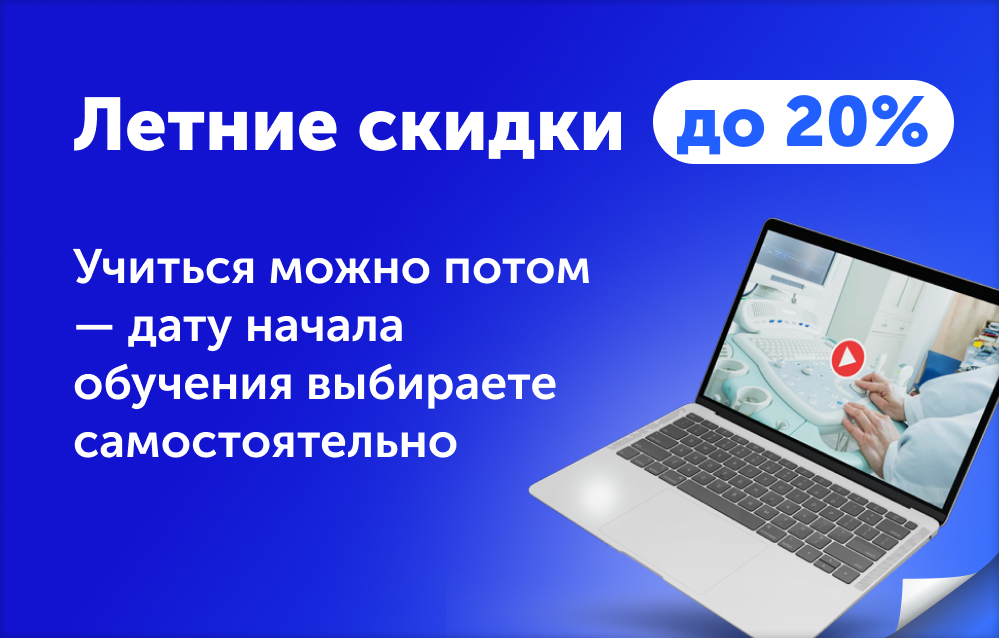 Летние скидки до 20%
Учиться можно потом
— дату начала
обучения выбираете
самостоятельно